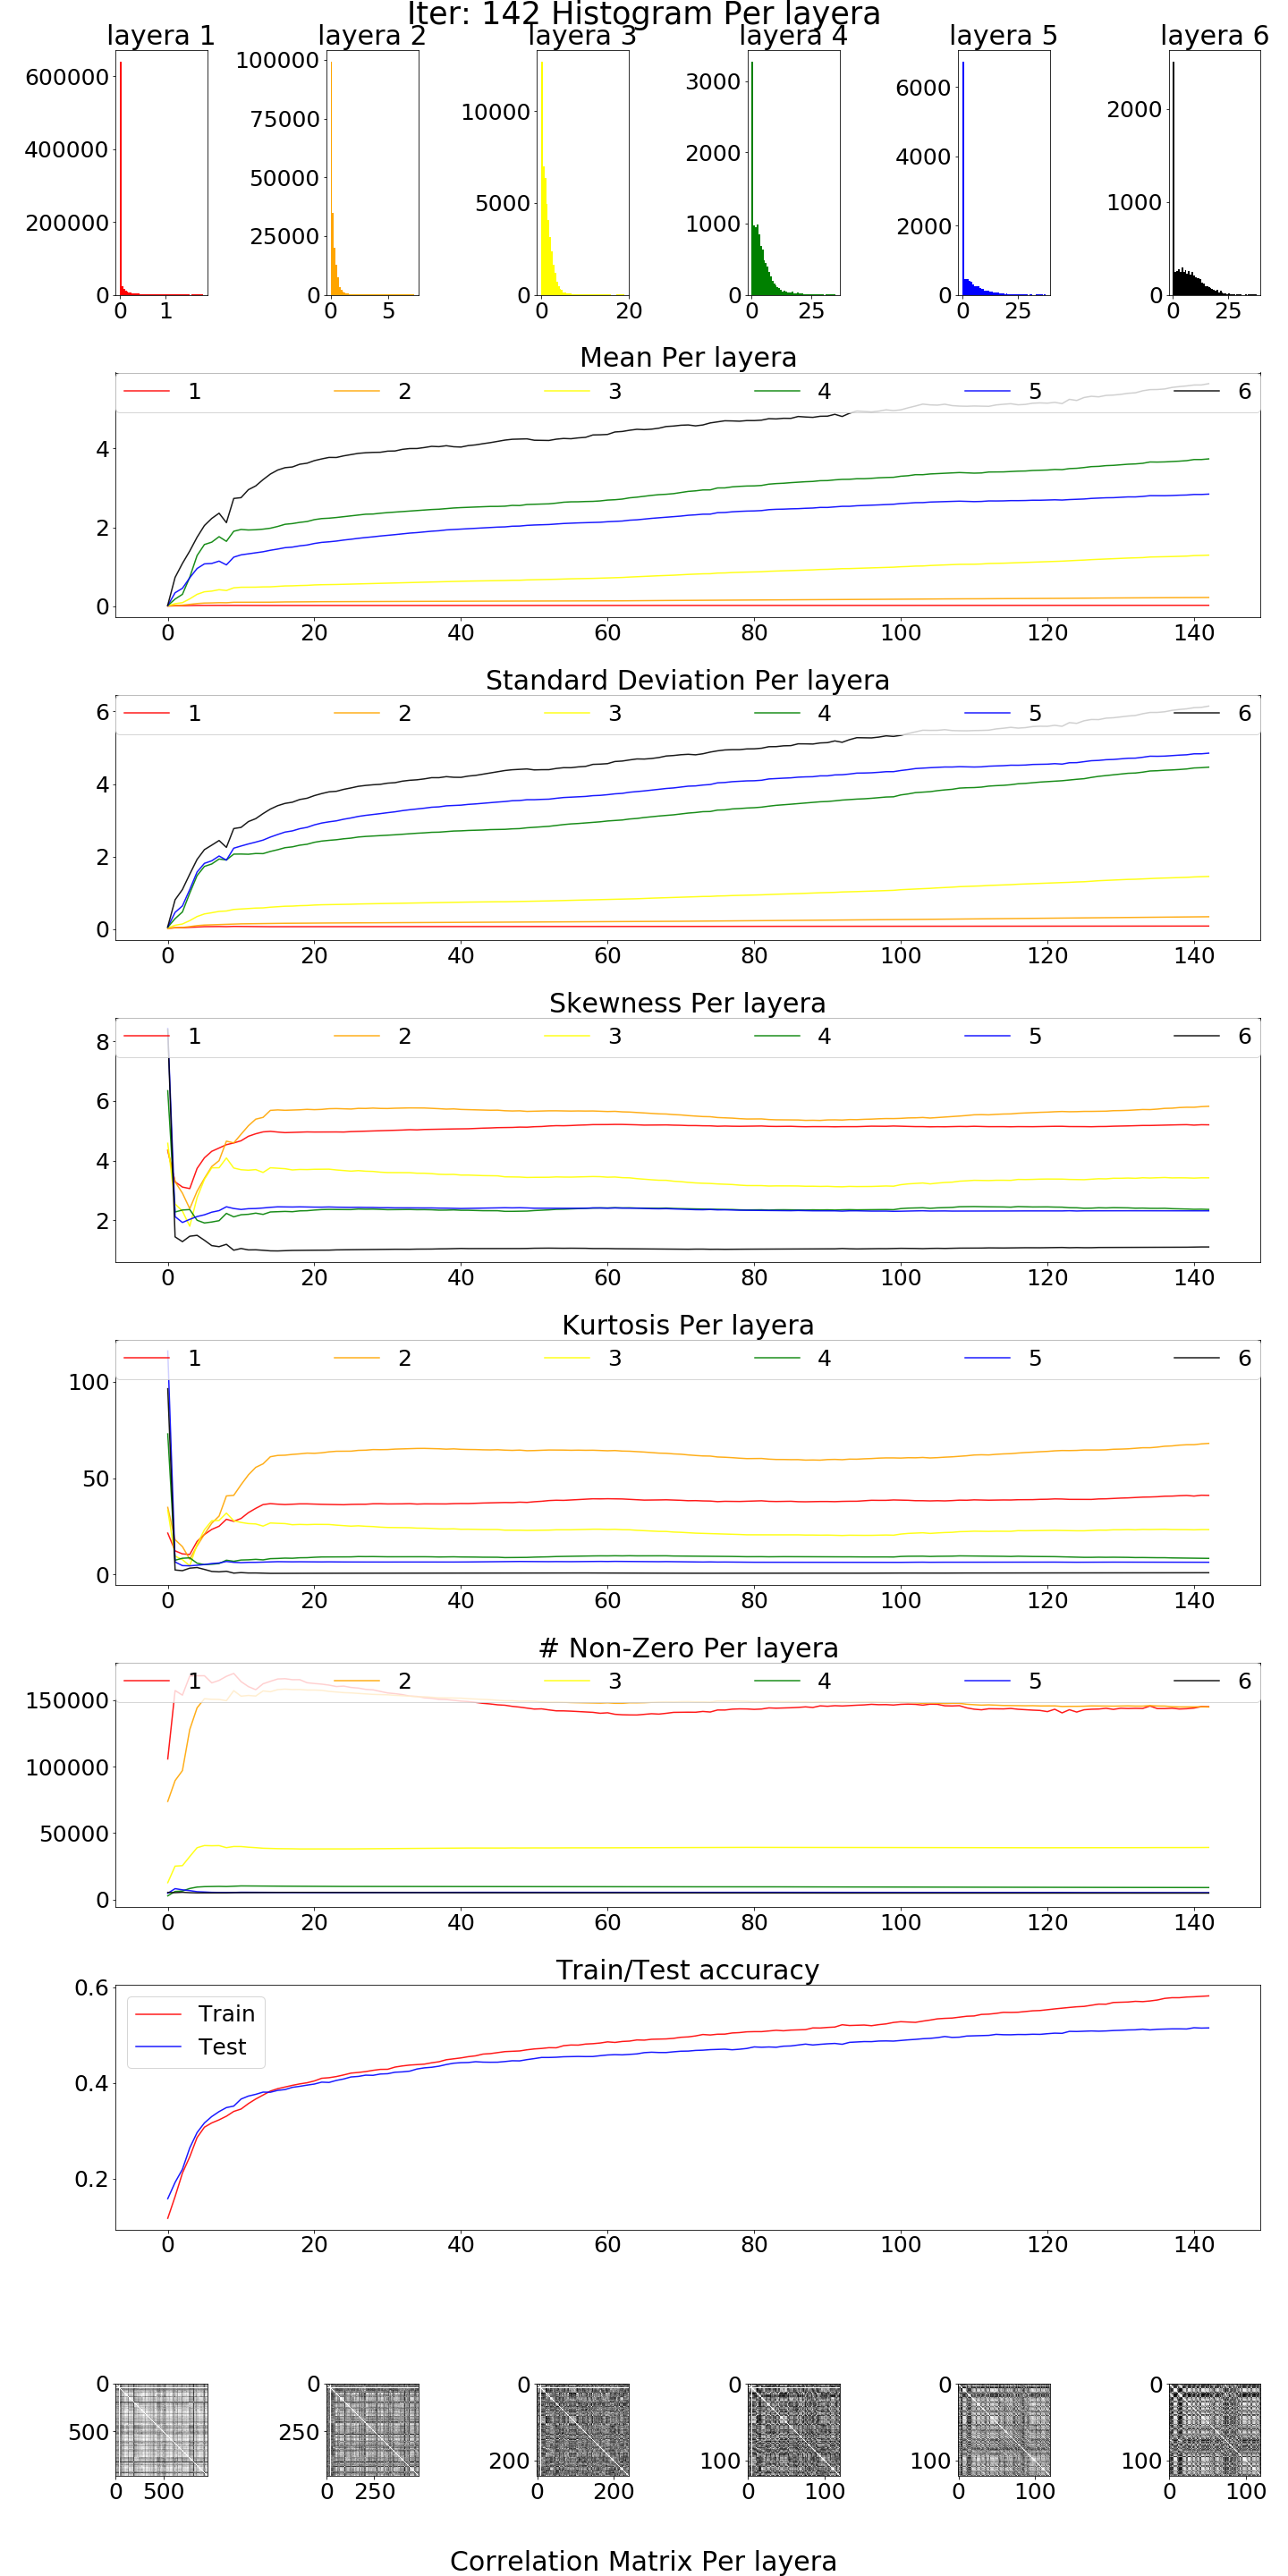 Iter: 142 Histogram Per layera
layera 1 layera 2 layera 3 layera 4 layera 5 layera 6
600000 400000 200000 0 0 1
100000 75000 50000 25000 0 0 5
10000 5000 0 0 20
3000 2000 1000 0 0 25
6000 4000 2000 0 0 25
2000 1000 0 0 25
Mean Per layera
1 2 3 4 5 6
4
2
0
0 20 40 60 80 100 120 140
Standard Deviation Per layera
1 2 3 4 5 6
6
4
2
0
0 20 40 60 80 100 120 140
Skewness Per layera
1 2 3 4 5 6
8
6
4
2
0 20 40 60 80 100 120 140
Kurtosis Per layera
1 2 3 4 5 6
100
50
0
0 20 40 60 80 100 120 140
# Non-Zero Per layera
1 2 3 4 5 6
150000
100000
50000
0
0 20 40 60 80 100 120 140
Train/Test accuracy
Train
Test
0.6
0.4
0.2
0 20 40 60 80 100 120 140
0 500 0 500
0 250 0 250
0 200 0 200
0 100 0 100
0 100 0 100
0 100 0 100
Correlation Matrix Per layera